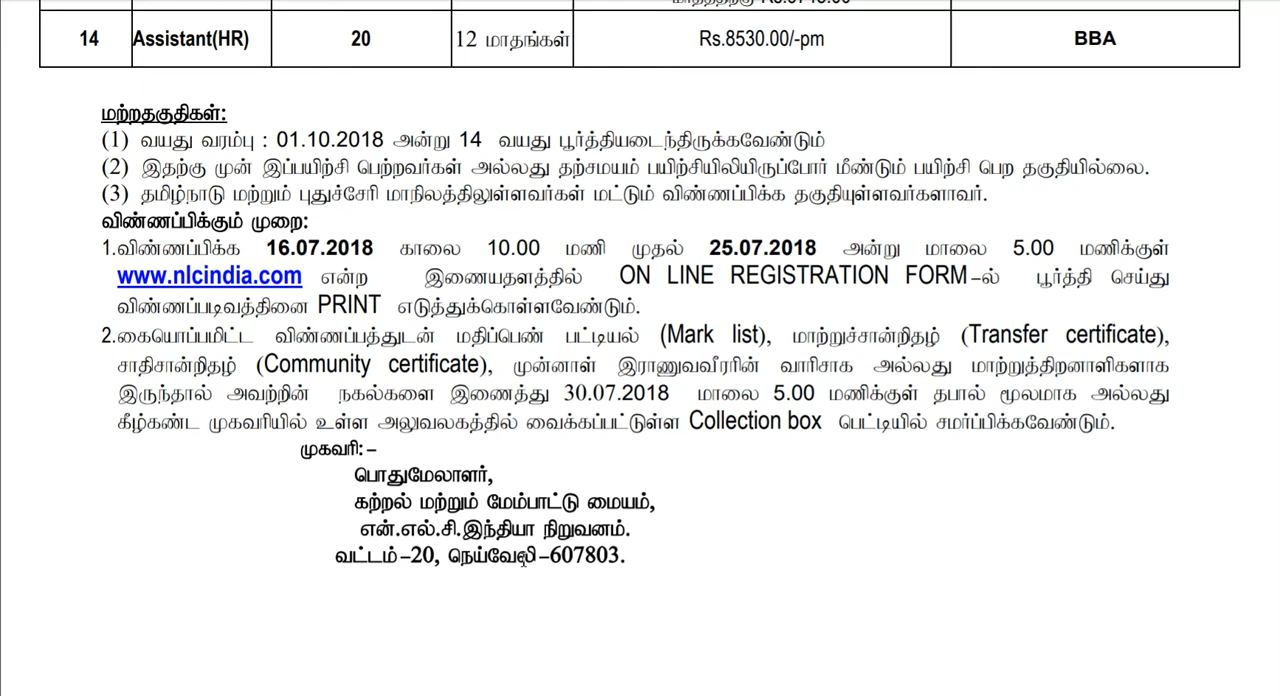 14 Assistant(HR) 20 12 மாதங்கள் Rs.8530.00/-pm BBA
மற்றதகுதிகள்:
(1) வயது வரம்பு : 01.10.2018 அன்று 14 வயது பூர்த்தியடைந்திருக்கவேண்டும்
(2) இதற்கு முன் இப்பயிற்சி பெற்றவர்கள் அல்லது தற்சமயம் பயிற்சியிலியிருப்போர் மீண்டும் பயிற்சி பெற தகுதியில்லை.
(3) தமிழ்நாடு மற்றும் புதுச்சேரி மாநிலத்திலுள்ளவர்கள் மட்டும் விண்ணப்பிக்க தகுதியுள்ளவர்களாவர்.
விண்ணப்பிக்கும் முறை:
1.விண்ணப்பிக்க 16.07.2018 காலை 10.00 மணி முதல் 25.07.2018 அன்று மாலை 5.00 மணிக்குள்
www.nlcindia.com என்ற இணையதளத்தில் ON LINE REGISTRATION FORM-ல் பூர்த்தி செய்து
விண்ணப்படிவத்தினை PRINT எடுத்துக்கொள்ளவேண்டும்.
2.கையொப்பமிட்ட விண்ணப்பத்துடன் மதிப்பெண் பட்டியல் (Mark list), மாற்றுச்சான்றிதழ் (Transfer certificate),
சாதிசான்றிதழ் (Community certificate), முன்னாள் இராணுவவீரரின் வாரிசாக அல்லது மாற்றுத்திறனாளிகளாக
இருந்தால் அவற்றின் நகல்களை இணைத்து 30.07.2018 மாலை 5.00 மணிக்குள் தபால் மூலமாக அல்லது
கீழ்கண்ட முகவரியில் உள்ள அலுவலகத்தில் வைக்கப்பட்டுள்ள Collection box பெட்டியில் சமர்ப்பிக்கவேண்டும்.
முகவரி:–
பொதுமேலாளர்,
கற்றல் மற்றும் மேம்பாட்டு மையம்,
என்.எல்.சி.இந்தியா நிறுவனம்.
வட்டம்–20, நெய்வேலி–607803.